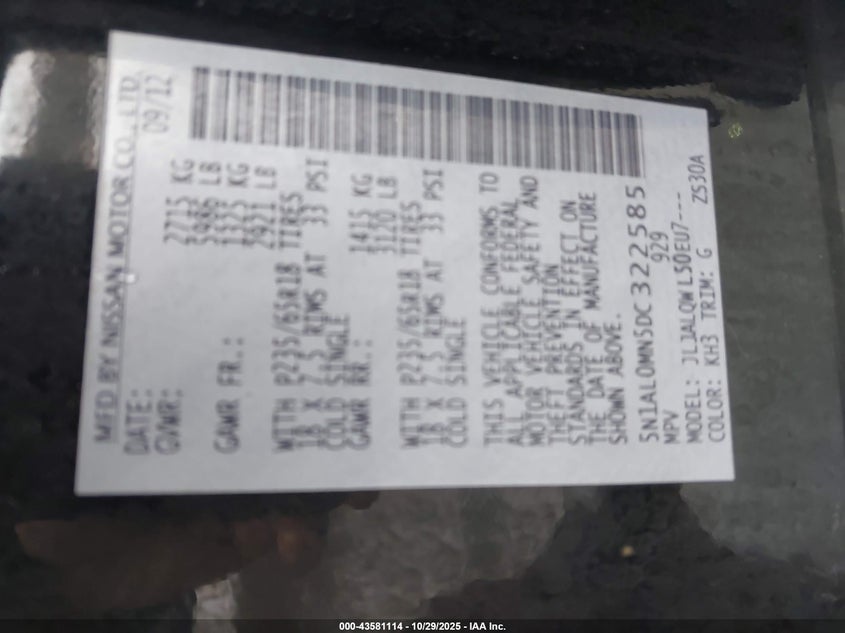 MFD BY NISSAN MOTOR CO., LTD.
DATE: 09/12
GVWR: 2715 KG
5986 LB
GAWR FR.: 1325 KG
2921 LB
WITH P235/65R18 TIRES
18 X 7.5 RIMS AT 33 PSI
COLD SINGLE
GAWR RR.: 1415 KG
3120 LB
WITH P235/65R18 TIRES
18 X 7.5 RIMS AT 33 PSI
COLD SINGLE
THIS VEHICLE CONFORMS TO
ALL APPLICABLE FEDERAL
MOTOR VEHICLE SAFETY AND
THEFT PREVENTION
STANDARDS IN EFFECT ON
THE DATE OF MANUFACTURE
SHOWN ABOVE.
5N1AL0MN5DC322585
MPV 929
MODEL: JLJALQWL50EU7---
COLOR: KH3 TRIM: G ZS30A
000-43581114 - 10/29/2025 - IAA Inc.